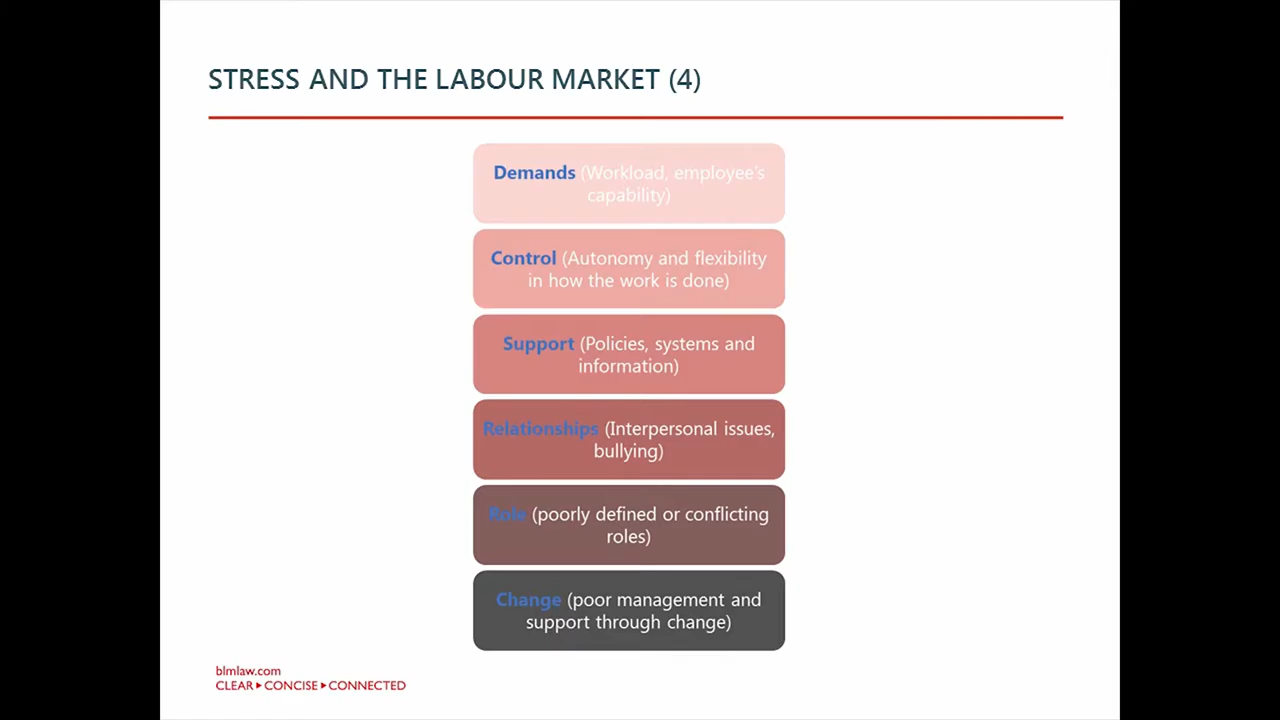 STRESS AND THE LABOUR MARKET (4)
Demands (Workload, employee's
capability)
Control (Autonomy and flexibility
in how the work is done)
Support (Policies, systems and
information)
Relationships (Interpersonal issues,
bullying)
Role (poorly defined or conflicting
roles)
Change (poor management and
support through change)
blmlaw.com
CLEAR▸CONCISE▸CONNECTED